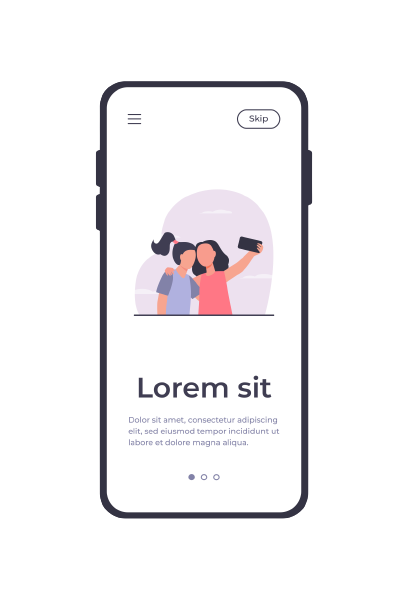 Skip
Lorem sit
Dolor sit amet, consectetur adipiscing
elit, sed eiusmod tempor incididunt ut
labore et dolore magna aliqua.